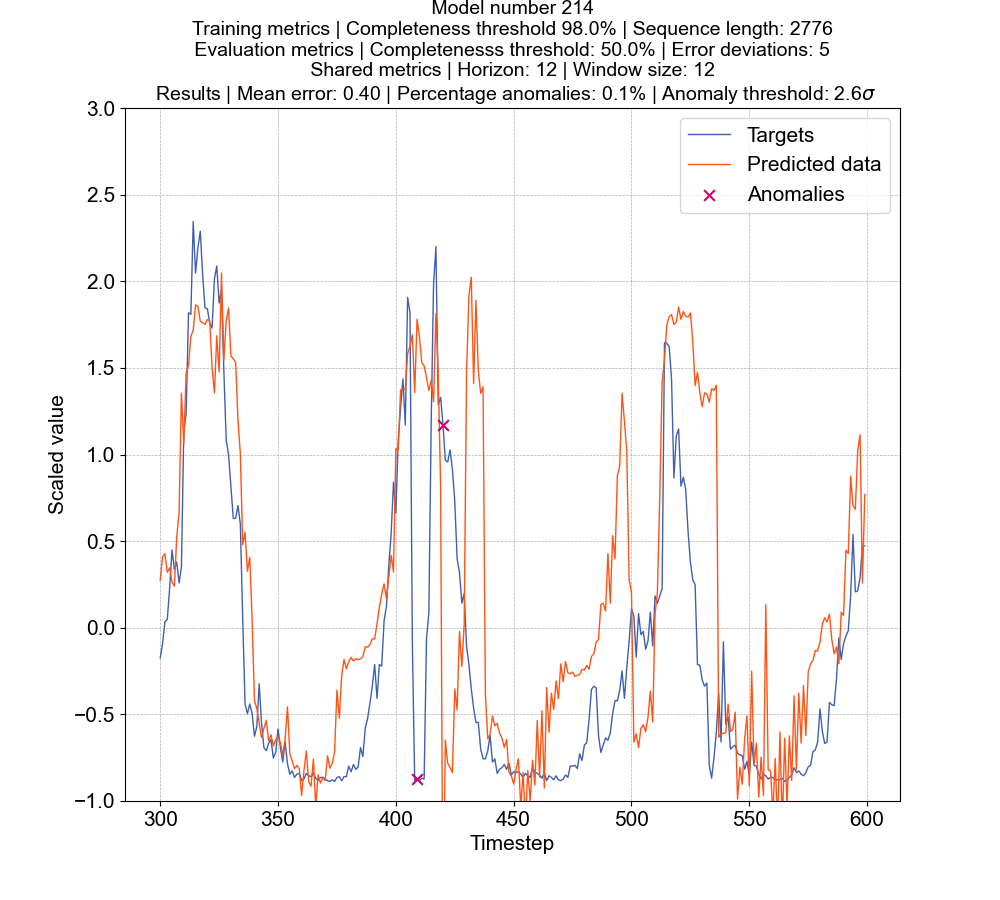 Model number 214
Training metrics | Completeness threshold 98.0% | Sequence length: 2776
Evaluation metrics | Completenesss threshold: 50.0% | Error deviations: 5
Shared metrics | Horizon: 12 | Window size: 12
Results | Mean error: 0.40 | Percentage anomalies: 0.1% | Anomaly threshold: 2.6σ
Targets
Predicted data
Anomalies
Scaled value
3.0
2.5
2.0
1.5
1.0
0.5
0.0
−0.5
−1.0
300 350 400 450 500 550 600
Timestep